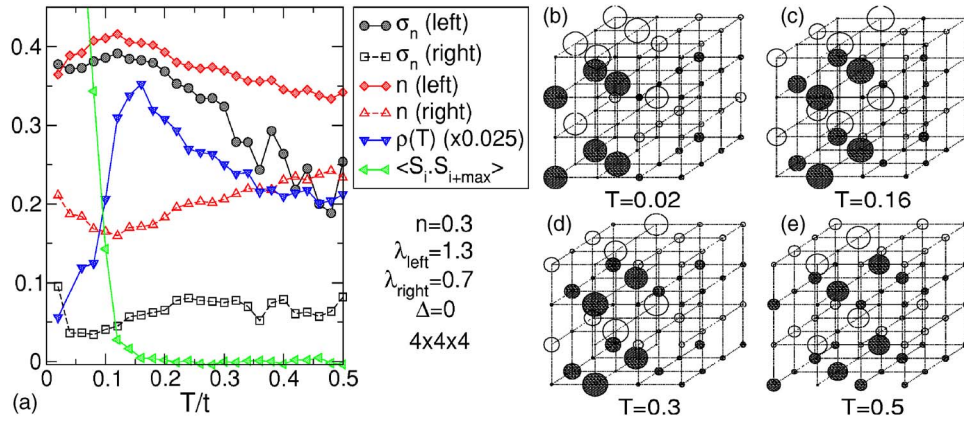 0.4
0.3
0.2
0.1
0
0
0.1
0.2
0.3
0.4
0.5
(a)
T/t
σn (left)
σn (right)
n (left)
n (right)
ρ(T) (x0.025)
<Si.Si+max>
n=0.3
λleft=1.3
λright=0.7
Δ=0
4x4x4
(b)
T=0.02
(c)
T=0.16
(d)
T=0.3
(e)
T=0.5